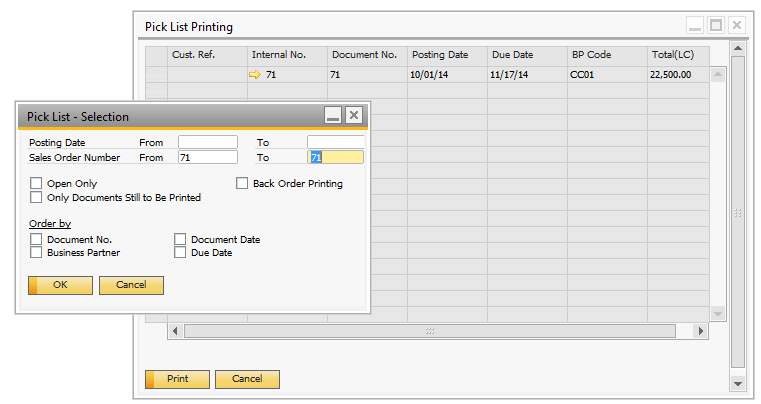 Pick List Printing
Cust. Ref. Internal No. Document No. Posting Date Due Date BP Code Total(LC)
71 71 10/01/14 11/17/14 CC01 22,500.00
Pick List - Selection
Posting Date From To
Sales Order Number From 71 To 71
Open Only Back Order Printing
Only Documents Still to Be Printed
Order by
Document No. Document Date
Business Partner Due Date
OK Cancel
Print Cancel